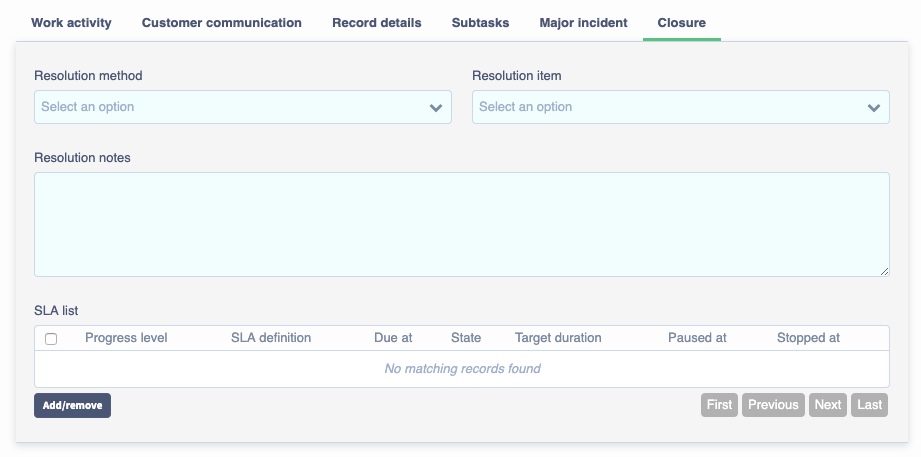 Work activity Customer communication Record details Subtasks Major incident Closure
Resolution method Resolution item
Select an option Select an option
Resolution notes
SLA list
Progress level SLA definition Due at State Target duration Paused at Stopped at
No matching records found
Add/remove First Previous Next Last